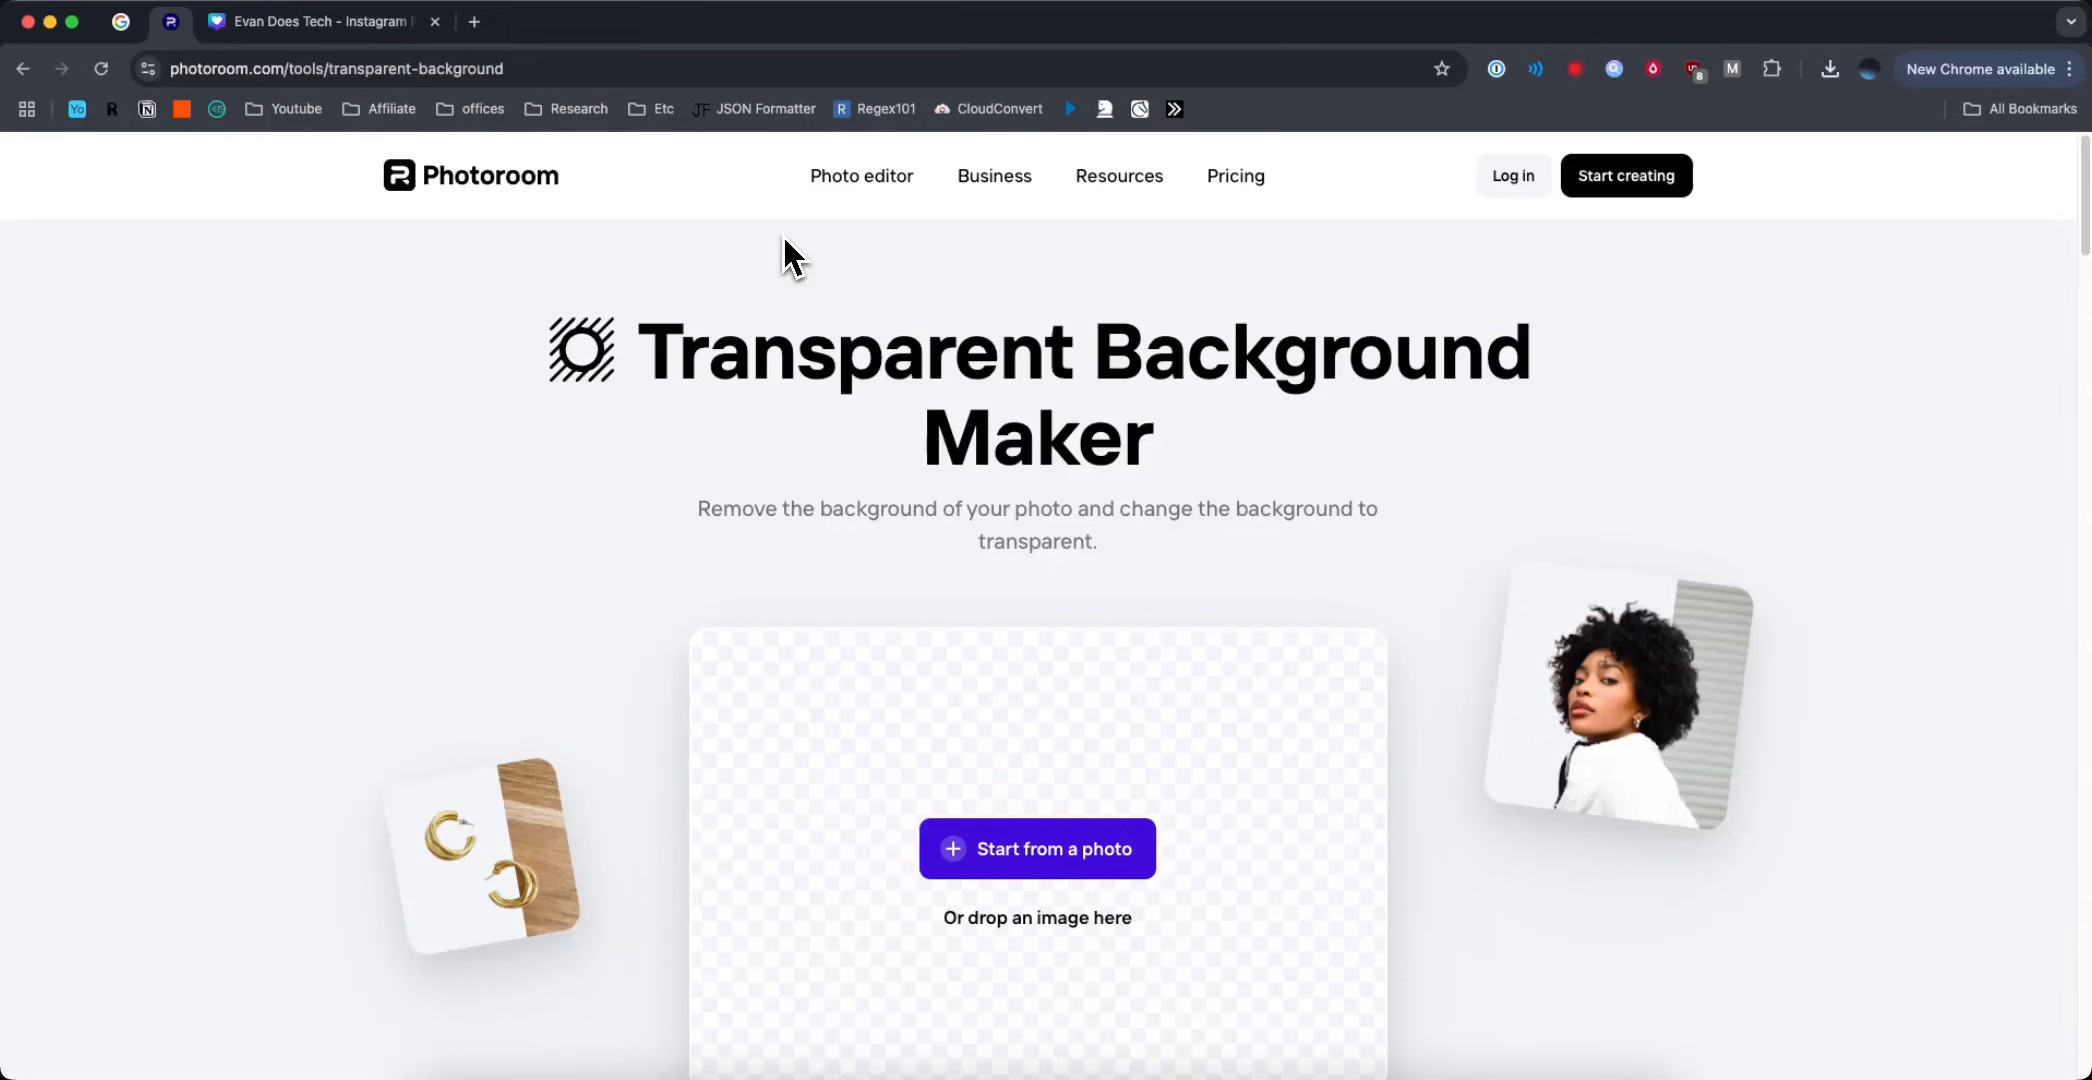 Evan Does Tech - Instagram
photoroom.com/tools/transparent-background
New Chrome available
Yo
Youtube
Affiliate
offices
Research
Etc
JF JSON Formatter
R Regex101
CloudConvert
All Bookmarks
Photoroom
Photo editor
Business
Resources
Pricing
Log in
Start creating
Transparent Background
Maker
Remove the background of your photo and change the background to
transparent.
+ Start from a photo
Or drop an image here